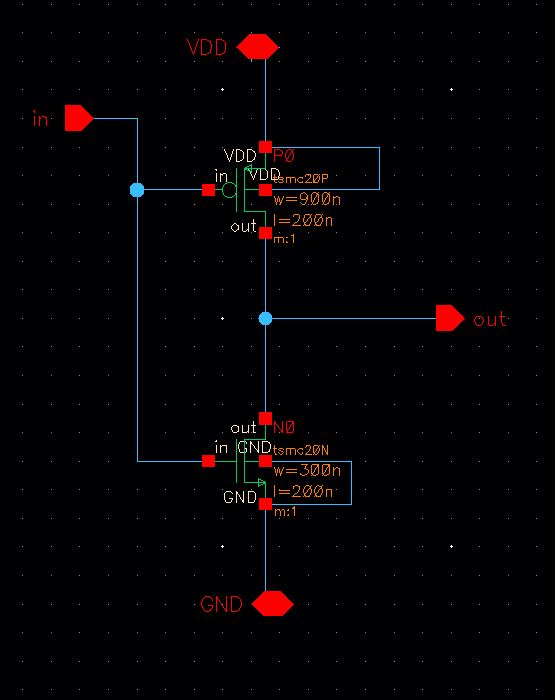 VDD
in
VDD P0
in VDD tsmc20P
w=900n
l=200n
out m:1
out
out N0
in GND tsmc20N
w=300n
l=200n
GND m:1
GND